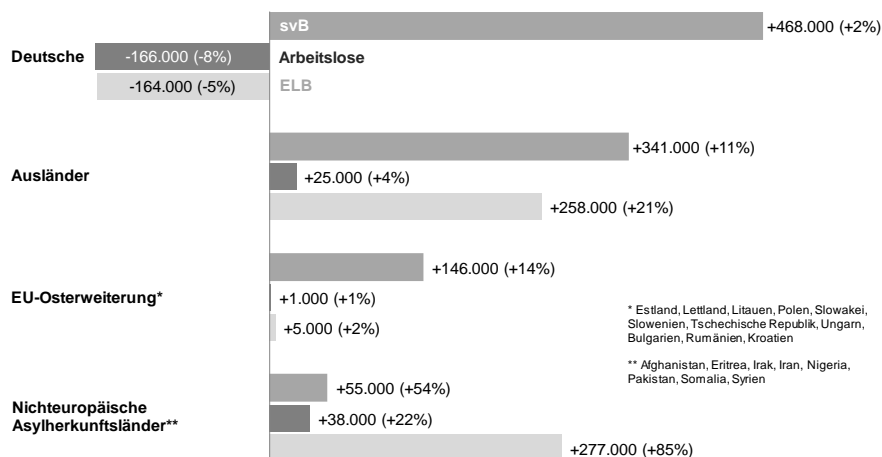 svB
+468.000 (+2%)
Deutsche
-166.000 (-8%)
Arbeitslose
-164.000 (-5%)
ELB
+341.000 (+11%)
Ausländer
+25.000 (+4%)
+258.000 (+21%)
+146.000 (+14%)
EU-Osterweiterung*
+1.000 (+1%)
+5.000 (+2%)
* Estland, Lettland, Litauen, Polen, Slowakei,
Slowenien, Tschechische Republik, Ungarn,
Bulgarien, Rumänien, Kroatien
** Afghanistan, Eritrea, Irak, Iran, Nigeria,
Pakistan, Somalia, Syrien
+55.000 (+54%)
Nichteuropäische
Asylherkunftsländer**
+38.000 (+22%)
+277.000 (+85%)